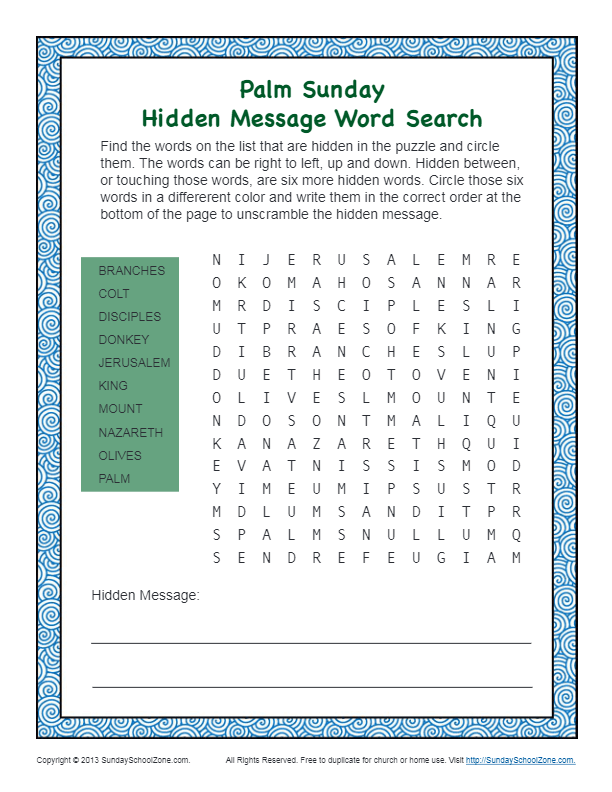 Palm Sunday
Hidden Message Word Search
Find the words on the list that are hidden in the puzzle and circle
them. The words can be right to left, up and down. Hidden between,
or touching those words, are six more hidden words. Circle those six
words in a differerent color and write them in the correct order at the
bottom of the page to unscramble the hidden message.
BRANCHES
COLT
DISCIPLES
DONKEY
JERUSALEM
KING
MOUNT
NAZARETH
OLIVES
PALM
N I J E R U S A L E M R E
O K O M A H O S A N N A R
M R D I S C I P L E S L I
U T P R A E S O F K I N G
D I B R A N C H E S L U P
D U E T H E O T O V E N I
O L I V E S L M O U N T E
N D O S O N T M A L I Q U
K A N A Z A R E T H Q U I
E V A T N I S S I S M O D
Y I M E U M I P S U S T R
M D L U M S A N D I T P R
S P A L M S N U L L U M Q
S E N D R E F E U G I A M
Hidden Message:
Copyright © 2013 SundaySchoolZone.com. All Rights Reserved. Free to duplicate for church or home use. Visit http://SundaySchoolZone.com.